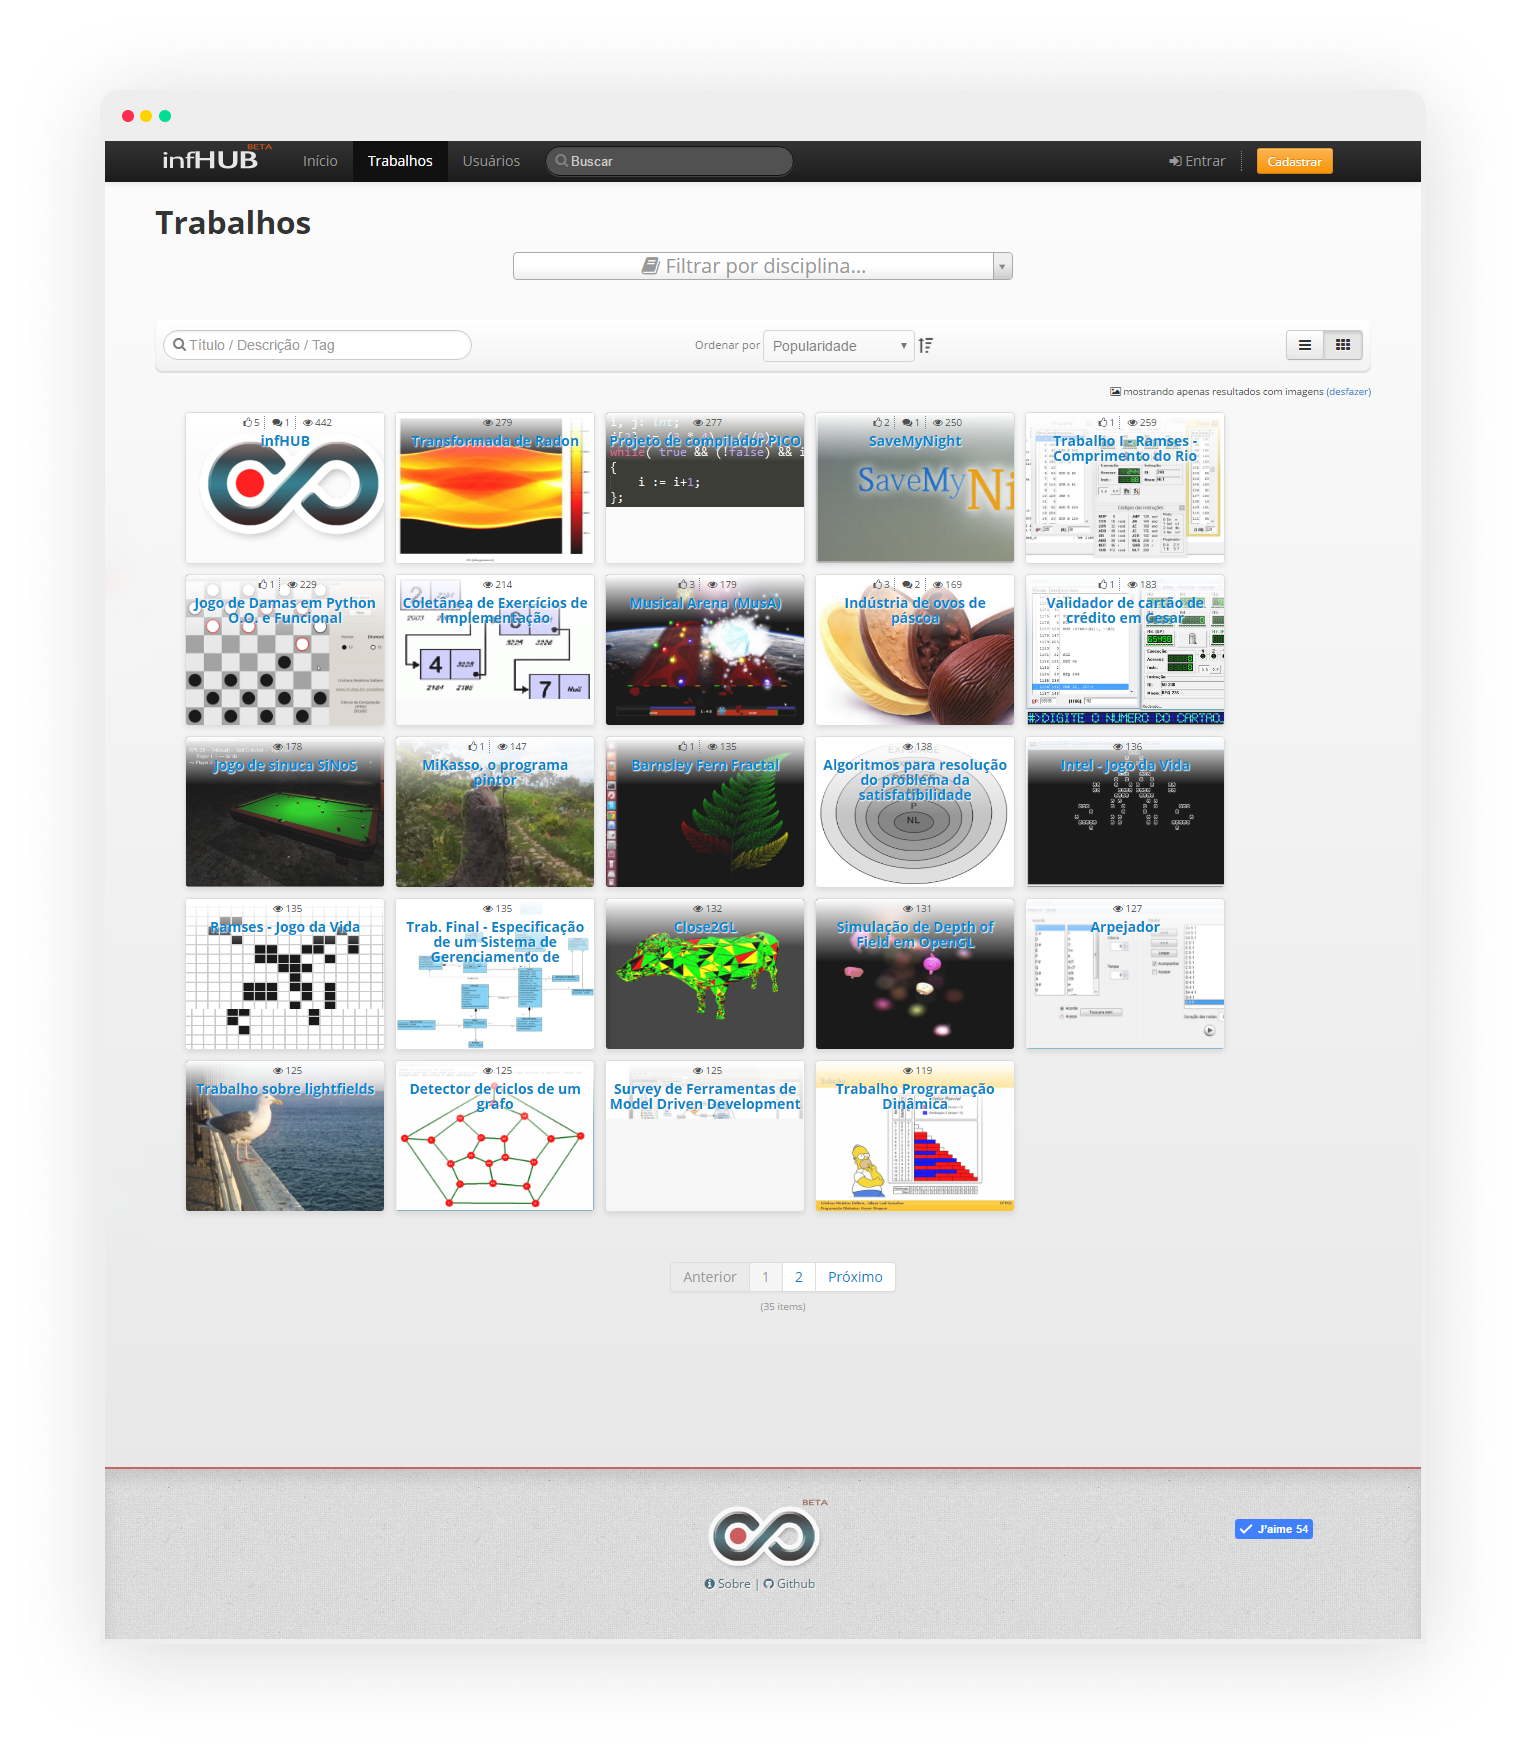 infHUB BETA
Início
Trabalhos
Usuários
Buscar
Entrar
Cadastrar
Trabalhos
Filtrar por disciplina...
Título / Descrição / Tag
Ordenar por
Popularidade
mostrando apenas resultados com imagens (desfazer)
5 1 442
infHUB
279
Transformada de Radon
277
Projeto de compilador PICO
while( true && (!false) && i
{
i := i+1;
};
2 1 250
SaveMyNight
SaveMyNi
1 259
Trabalho I - Ramses -
Comprimento do Rio
1 229
Jogo de Damas em Python
O.O. e Funcional
214
Coletânea de Exercícios de
Implementação
4
7 Null
3 179
Musical Arena (MusA)
3 2 169
Indústria de ovos de
páscoa
1 183
Validador de cartão de
crédito em Cesar
#>DIGITE O NUMERO DO CARTAO
178
Jogo de sinuca SiNoS
1 147
MiKasso, o programa
pintor
1 135
Barnsley Fern Fractal
138
Algoritmos para resolução
do problema da
satisfatibilidade
P
NL
136
Intel - Jogo da Vida
135
Ramses - Jogo da Vida
135
Trab. Final - Especificação
de um Sistema de
Gerenciamento de
132
Close2GL
131
Simulação de Depth of
Field em OpenGL
127
Arpejador
125
Trabalho sobre lightfields
125
Detector de ciclos de um
grafo
125
Survey de Ferramentas de
Model Driven Development
119
Trabalho Programação
Dinâmica
Anterior
1
2
Próximo
(35 items)
BETA
Sobre | Github
J'aime 54